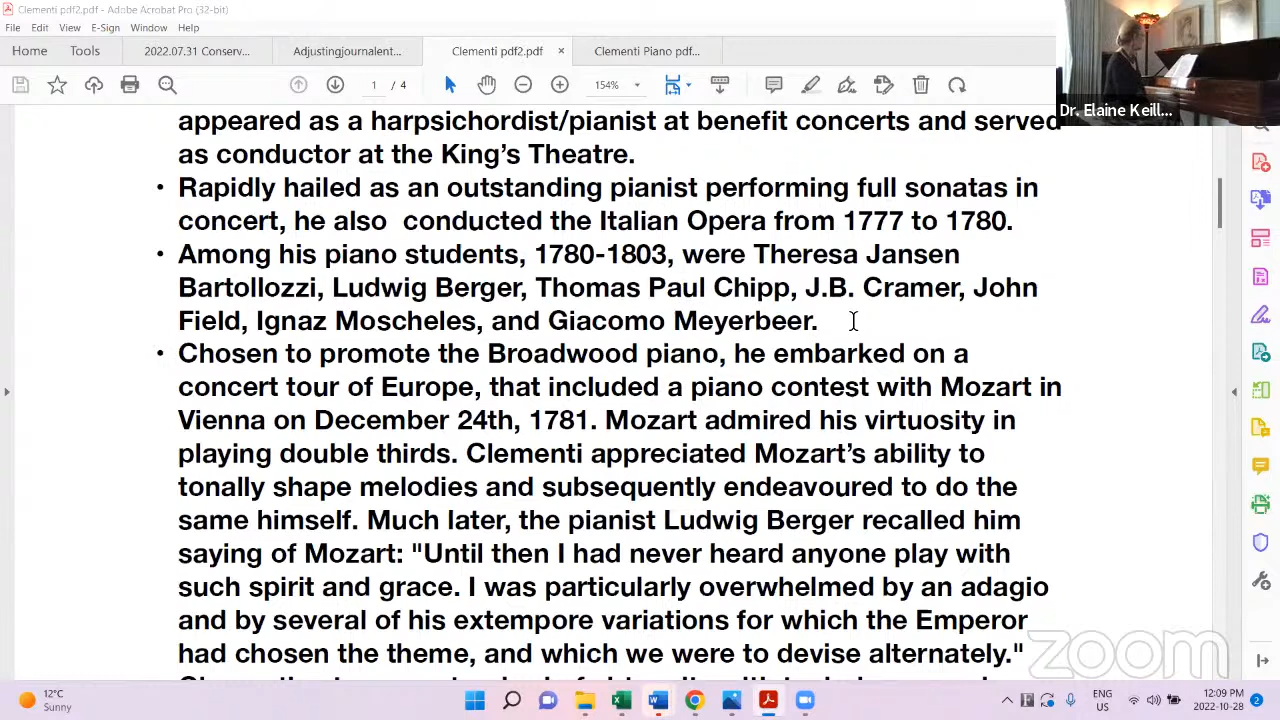 Clementi pdf2.pdf - Adobe Acrobat Pro (32-bit)
File Edit View E-Sign Window Help
Home Tools 2022.07.31 Conserv... Adjustingjournalent... Clementi pdf2.pdf × Clementi Piano pdf...
1 / 4 154%
Dr. Elaine Keill...
appeared as a harpsichordist/pianist at benefit concerts and served
as conductor at the King's Theatre.
• Rapidly hailed as an outstanding pianist performing full sonatas in
concert, he also conducted the Italian Opera from 1777 to 1780.
• Among his piano students, 1780-1803, were Theresa Jansen
Bartollozzi, Ludwig Berger, Thomas Paul Chipp, J.B. Cramer, John
Field, Ignaz Moscheles, and Giacomo Meyerbeer.
• Chosen to promote the Broadwood piano, he embarked on a
concert tour of Europe, that included a piano contest with Mozart in
Vienna on December 24th, 1781. Mozart admired his virtuosity in
playing double thirds. Clementi appreciated Mozart's ability to
tonally shape melodies and subsequently endeavoured to do the
same himself. Much later, the pianist Ludwig Berger recalled him
saying of Mozart: "Until then I had never heard anyone play with
such spirit and grace. I was particularly overwhelmed by an adagio
and by several of his extempore variations for which the Emperor
had chosen the theme, and which we were to devise alternately."
zoom
12°C
Sunny
ENG
US
12:09 PM
2022-10-28
2